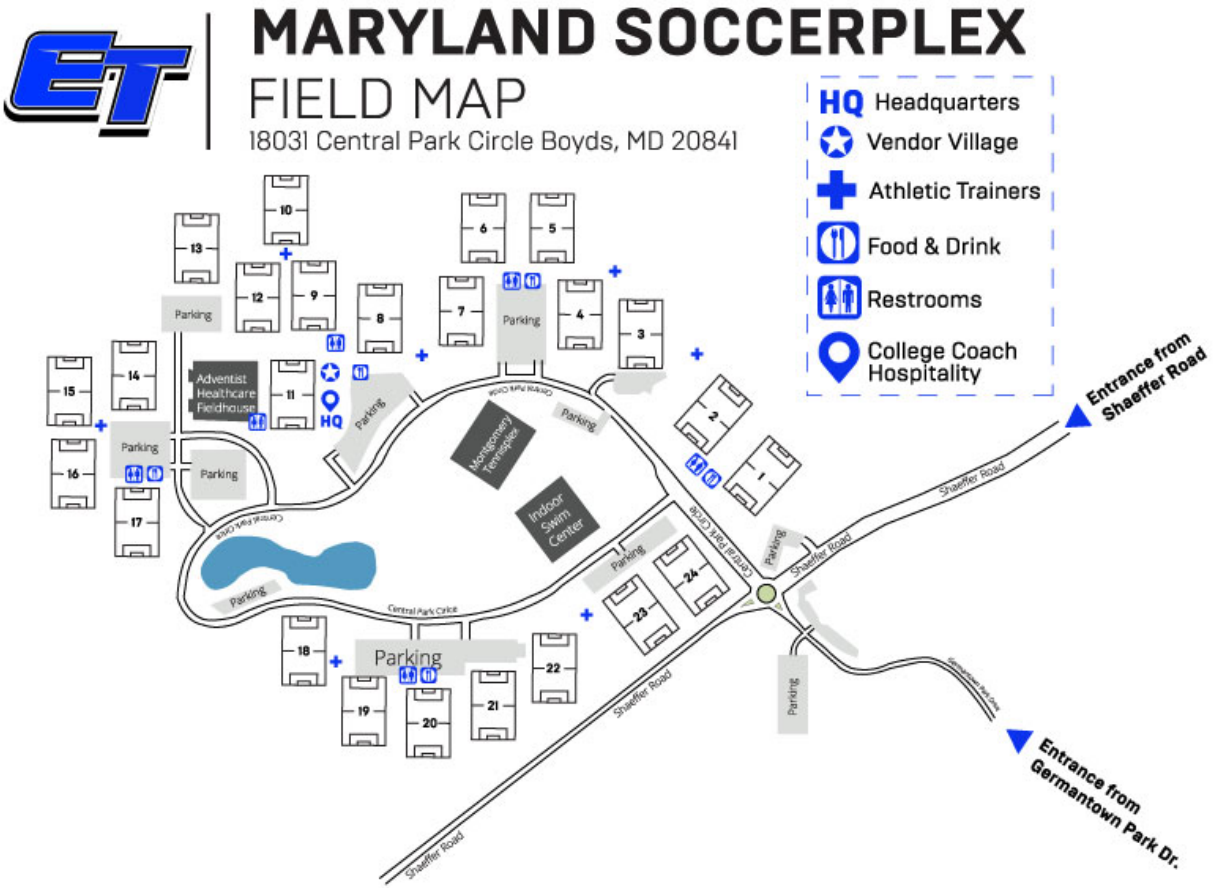 ET
MARYLAND SOCCERPLEX
FIELD MAP
18031 Central Park Circle Boyds, MD 20841
HQ Headquarters
Vendor Village
Athletic Trainers
Food & Drink
Restrooms
College Coach
Hospitality
10
13
6
5
12
9
8
7
4
3
Parking
Parking
15
14
Adventist
Healthcare
Fieldhouse
11
HQ
Parking
Central Park Circle
Parking
2
1
Montgomery
Tennisplex
Entrance from
Shaeffer Road
16
Parking
Parking
17
Indoor
Swim
Center
Shaeffer Road
Central Park Circle
Central Park
Central Park
Parking
Shaeffer Road
Parking
24
23
Parking
Central Park
18
Parking
22
19
20
21
Shaeffer Road
Parking
Germantown Park Drive
Entrance from
Germantown Park Dr.
Shaeffer Road